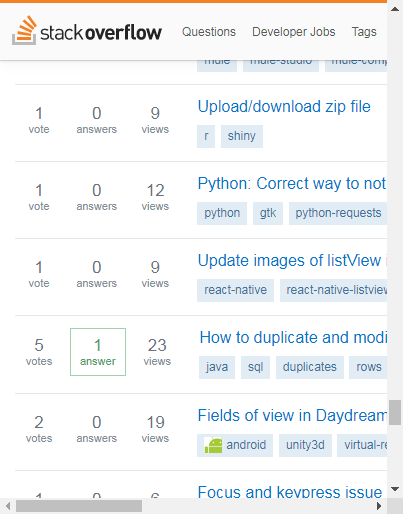 stackoverflow Questions Developer Jobs Tags
mule mule-studio
1 0 9 Upload/download zip file
vote answers views
r shiny
1 0 12 Python: Correct way to not
vote answers views
python gtk python-requests
1 0 9 Update images of listView
vote answers views
react-native react-native-listview
5 1 23 How to duplicate and modi
votes answer views
java sql duplicates rows
2 0 19 Fields of view in Daydream
votes answers views
android unity3d virtual-re
1 0 6 Focus and keypress issue